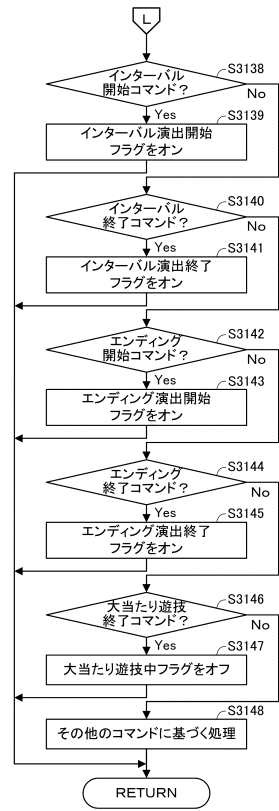 L
インターバル
開始コマンド?
S3138
No
Yes
S3139
インターバル演出開始
フラグをオン
インターバル
終了コマンド?
S3140
No
Yes
S3141
インターバル演出終了
フラグをオン
エンディング
開始コマンド?
S3142
No
Yes
S3143
エンディング演出開始
フラグをオン
エンディング
終了コマンド?
S3144
No
Yes
S3145
エンディング演出終了
フラグをオン
大当たり遊技
終了コマンド?
S3146
No
Yes
S3147
大当たり遊技中フラグをオフ
S3148
その他のコマンドに基づく処理
RETURN